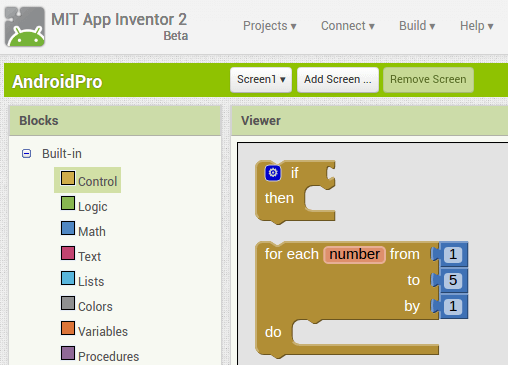 MIT App Inventor 2
Beta
Projects ▾ Connect ▾ Build ▾ Help ▾
AndroidPro
Screen1 ▾ Add Screen ... Remove Screen
Blocks
Viewer
Built-in
Control
Logic
Math
Text
Lists
Colors
Variables
Procedures
if
then
for each number from 1
to 5
by 1
do